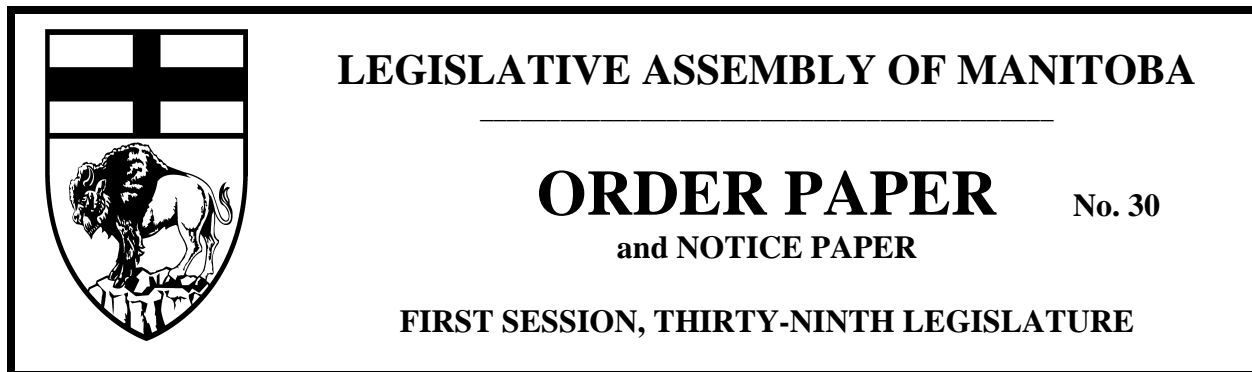 LEGISLATIVE ASSEMBLY OF MANITOBA
ORDER PAPER No. 30
and NOTICE PAPER
FIRST SESSION, THIRTY-NINTH LEGISLATURE